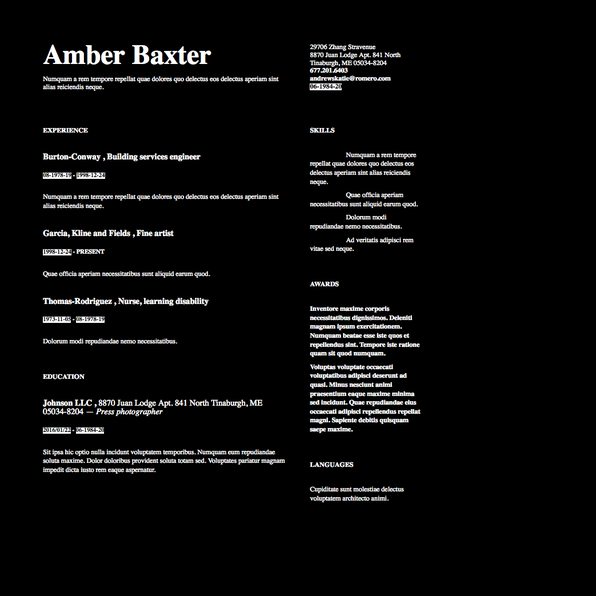 Amber Baxter
Numquam a rem tempore repellat quae dolores quo delectus eos delectus aperiam sint
alias reiciendis neque.
29706 Zhang Stravenue
8870 Juan Lodge Apt. 841 North
Tinaburgh, ME 05034-8204
677.201.6403
andrewskatie@romero.com
06-1984-20
EXPERIENCE
Burton-Conway , Building services engineer
08-1978-19 - 1998-12-24
Numquam a rem tempore repellat quae dolores quo delectus eos delectus aperiam sint
alias reiciendis neque.
Garcia, Kline and Fields , Fine artist
1998-12-24 - PRESENT
Quae officia aperiam necessitatibus sunt aliquid earum quod.
Thomas-Rodriguez , Nurse, learning disability
1973-11-05 - 08-1978-19
Dolorum modi repudiandae nemo necessitatibus.
EDUCATION
Johnson LLC , 8870 Juan Lodge Apt. 841 North Tinaburgh, ME
05034-8204 — Press photographer
2016/01/22 - 06-1984-20
Sit ipsa hic optio nulla incidunt voluptatem temporibus. Numquam eum repudiandae
soluta maxime. Dolor doloribus provident soluta totam sed. Voluptates pariatur magnam
impedit dicta iusto rem eaque aspernatur.
SKILLS
Numquam a rem tempore
repellat quae dolores quo delectus eos
delectus aperiam sint alias reiciendis
neque.
Quae officia aperiam
necessitatibus sunt aliquid earum quod.
Dolorum modi
repudiandae nemo necessitatibus.
Ad veritatis adipisci rem
vitae sed neque.
AWARDS
Inventore maxime corporis
necessitatibus dignissimos. Deleniti
magnam ipsum exercitationem.
Numquam beatae esse iste quos et
repellendus sint. Tempore iste ratione
quam sit quod numquam.
Voluptas voluptate occaecati
voluptatibus adipisci deserunt ad
quasi. Minus nesciunt animi
praesentium eaque maxime minima
sed incidunt. Quae repudiandae eius
occaecati adipisci repellendus repellat
magni. Sapiente debitis quisquam
saepe maxime.
LANGUAGES
Cupiditate sunt molestiae delectus
voluptatem architecto animi.